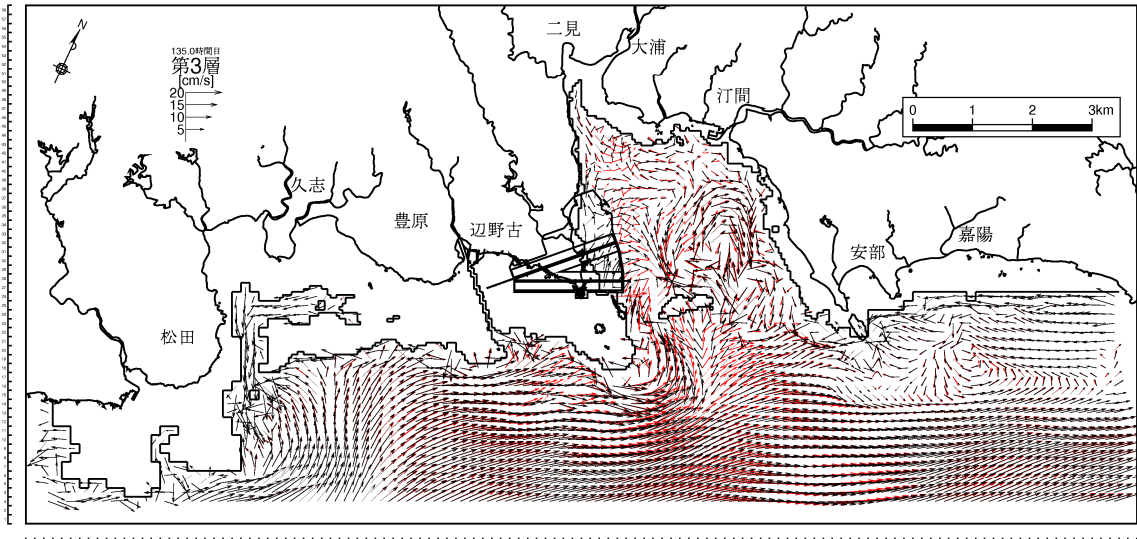 N
135.0時間目
第3層
[cm/s]
20
15
10
5
二見
大浦
汀間
0 1 2 3km
久志
豊原
辺野古
安部
嘉陽
松田